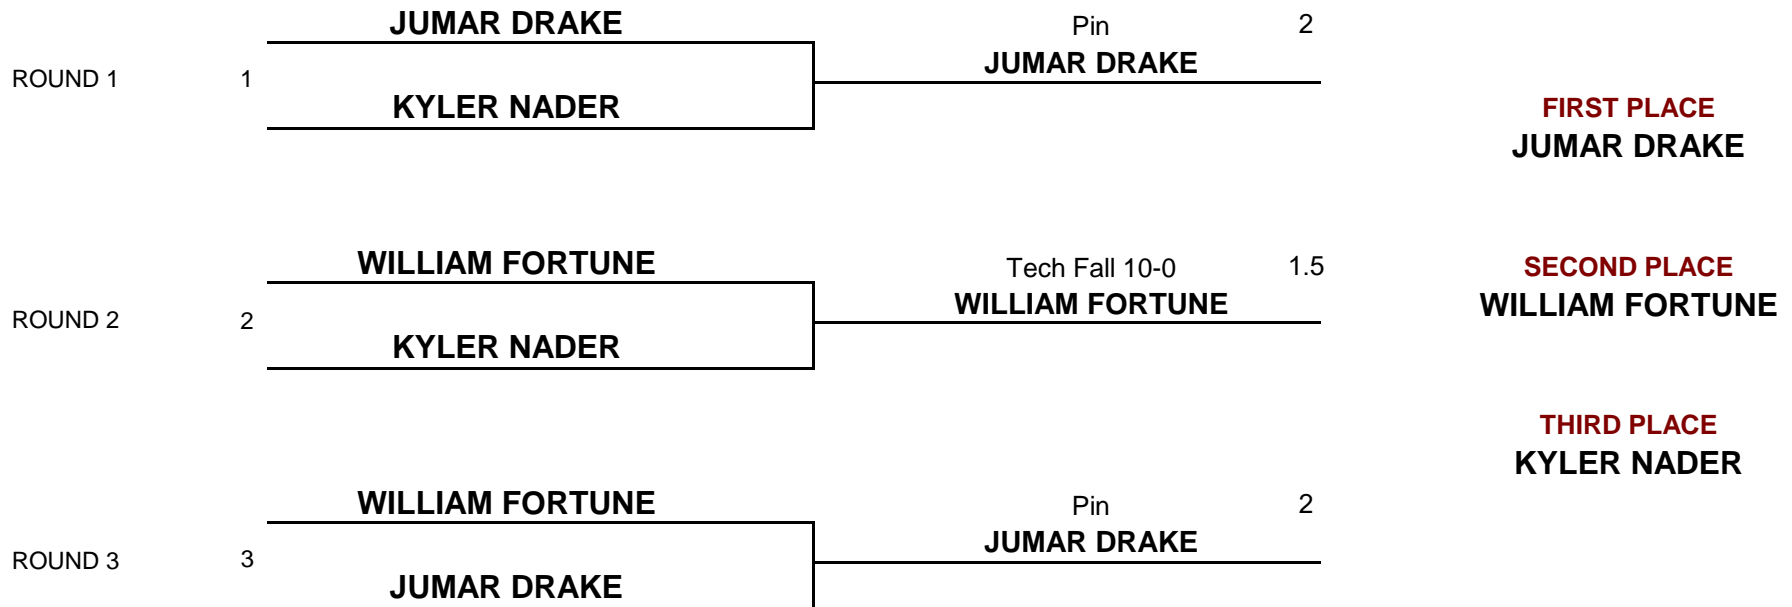 JUMAR DRAKE
Pin 2
JUMAR DRAKE
ROUND 1 1
KYLER NADER
FIRST PLACE
JUMAR DRAKE
WILLIAM FORTUNE
Tech Fall 10-0 1.5
SECOND PLACE
WILLIAM FORTUNE
WILLIAM FORTUNE
ROUND 2 2
KYLER NADER
THIRD PLACE
KYLER NADER
WILLIAM FORTUNE
Pin 2
JUMAR DRAKE
ROUND 3 3
JUMAR DRAKE